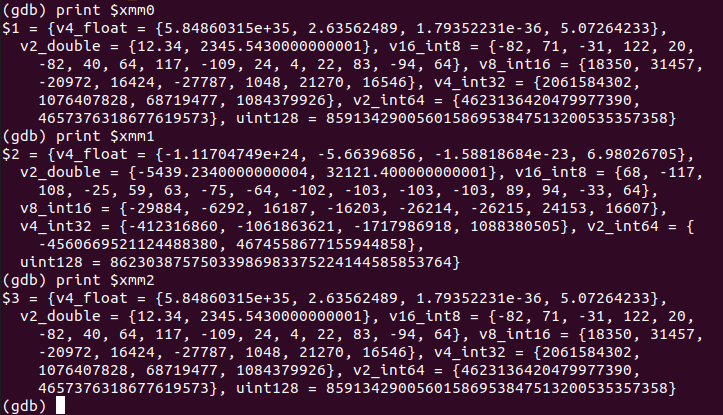 (gdb) print $xmm0
$1 = {v4_float = {5.84860315e+35, 2.63562489, 1.79352231e-36, 5.07264233},
v2_double = {12.34, 2345.5430000000001}, v16_int8 = {-82, 71, -31, 122, 20,
-82, 40, 64, 117, -109, 24, 4, 22, 83, -94, 64}, v8_int16 = {18350, 31457,
-20972, 16424, -27787, 1048, 21270, 16546}, v4_int32 = {2061584302,
1076407828, 68719477, 1084379926}, v2_int64 = {4623136420479977390,
4657376318677619573}, uint128 = 85913429005601586953847513200535357358}
(gdb) print $xmm1
$2 = {v4_float = {-1.11704749e+24, -5.66396856, -1.58818684e-23, 6.98026705},
v2_double = {-5439.2340000000004, 32121.400000000001}, v16_int8 = {68, -117,
108, -25, 59, 63, -75, -64, -102, -103, -103, -103, 89, 94, -33, 64},
v8_int16 = {-29884, -6292, 16187, -16203, -26214, -26215, 24153, 16607},
v4_int32 = {-412316860, -1061863621, -1717986918, 1088380505}, v2_int64 = {
-4560669521124488380, 4674558677155944858},
uint128 = 86230387575033986983375224144585853764}
(gdb) print $xmm2
$3 = {v4_float = {5.84860315e+35, 2.63562489, 1.79352231e-36, 5.07264233},
v2_double = {12.34, 2345.5430000000001}, v16_int8 = {-82, 71, -31, 122, 20,
-82, 40, 64, 117, -109, 24, 4, 22, 83, -94, 64}, v8_int16 = {18350, 31457,
-20972, 16424, -27787, 1048, 21270, 16546}, v4_int32 = {2061584302,
1076407828, 68719477, 1084379926}, v2_int64 = {4623136420479977390,
4657376318677619573}, uint128 = 85913429005601586953847513200535357358}
(gdb)